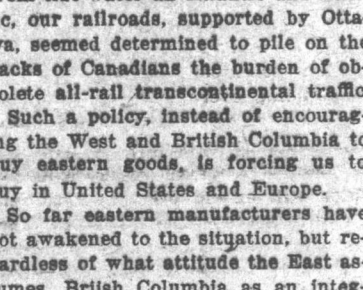 c, our railroads, supported by Otta
va, seemed determined to pile on the
acks of Canadians the burden of ob-
olete all-rail transcontinental traffic
Such a policy, instead of encourag-
ng the West and British Columbia to
uy eastern goods, is forcing us to
uy in United States and Europe.
So far eastern manufacturers have
ot awakened to the situation, but re-
ardless of what attitude the East as-
umes, British Columbia as an integ-